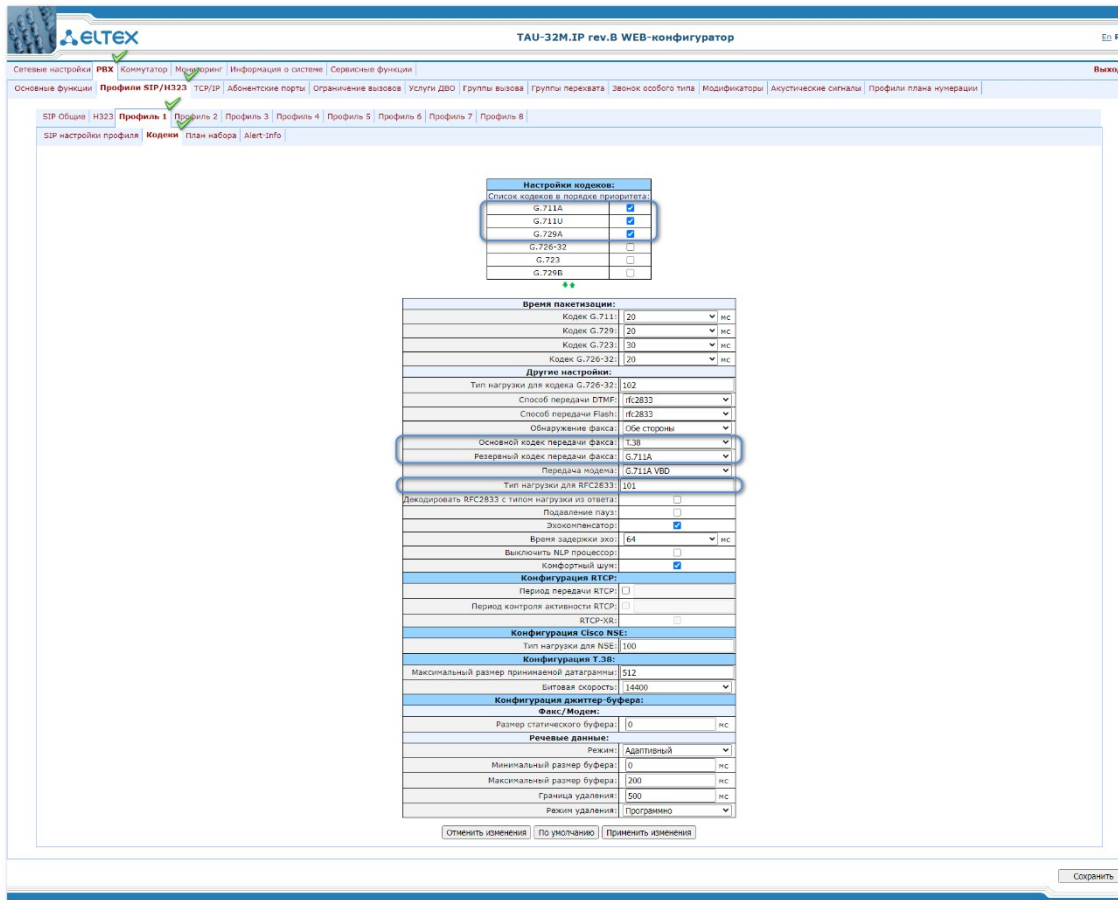 ELTEX
TAU-32M.IP rev.B WEB-конфигуратор
En
Сетевые настройки PBX Коммутатор Мониторинг Информация о системе Сервисные функции
Основные функции Профили SIP/H323 TCP/IP Абонентские порты Ограничение вызовов Услуги ДВО Группы вызова Группы перехвата Звонок особого типа Модификаторы Акустические сигналы Профили плана нумерации
SIP Общие H323 Профиль 1 Профиль 2 Профиль 3 Профиль 4 Профиль 5 Профиль 6 Профиль 7 Профиль 8
SIP настройки профиля Кодеки План набора Alert-Info
Настройки кодеков:
Список кодеков в порядке приоритета:
G.711A
G.711U
G.729A
G.726-32
G.723
G.729B
Время пакетизации:
Кодек G.711: 20 мс
Кодек G.729: 20 мс
Кодек G.723: 30 мс
Кодек G.726-32: 20 мс
Другие настройки:
Тип нагрузки для кодека G.726-32: 102
Способ передачи DTMF: rfc2833
Способ передачи Flash: rfc2833
Обнаружение факса: Обе стороны
Основной кодек передачи факса: T.38
Резервный кодек передачи факса: G.711A
Передача модема: G.711A VBD
Тип нагрузки для RFC2833: 101
Декодировать RFC2833 с типом нагрузки из ответа:
Подавление пауз:
Эхокомпенсатор:
Время задержки эхо: 64 мс
Выключить NLP процессор:
Комфортный шум:
Конфигурация RTCP:
Период передачи RTCP:
Период контроля активности RTCP:
RTCP-XR:
Конфигурация Cisco NSE:
Тип нагрузки для NSE: 100
Конфигурация T.38:
Максимальный размер принимаемой датаграммы: 512
Битовая скорость: 14400
Конфигурация джиттер-буфера:
Факс/Модем:
Размер статического буфера: 0 мс
Речевые данные:
Режим: Адаптивный
Минимальный размер буфера: 0 мс
Максимальный размер буфера: 200 мс
Граница удаления: 500 мс
Режим удаления: Программно
Отменить изменения По умолчанию Применить изменения
Сохранить